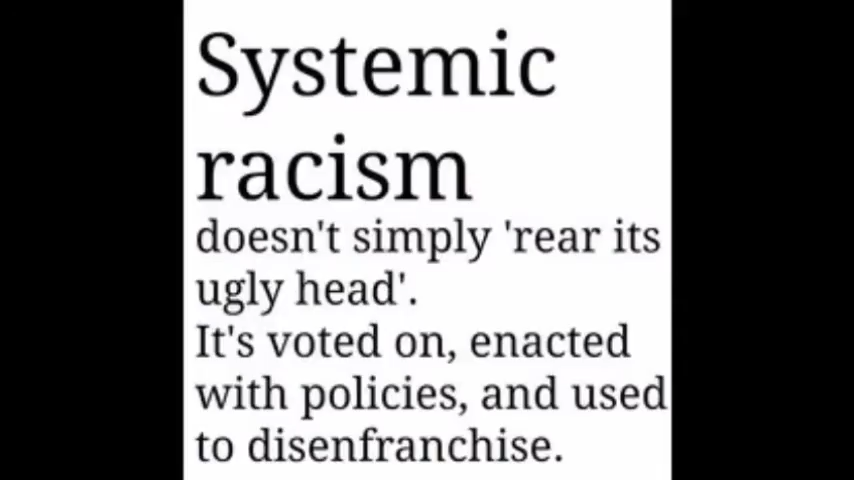 Systemic
racism
doesn't simply 'rear its
ugly head'.
It's voted on, enacted
with policies, and used
to disenfranchise.